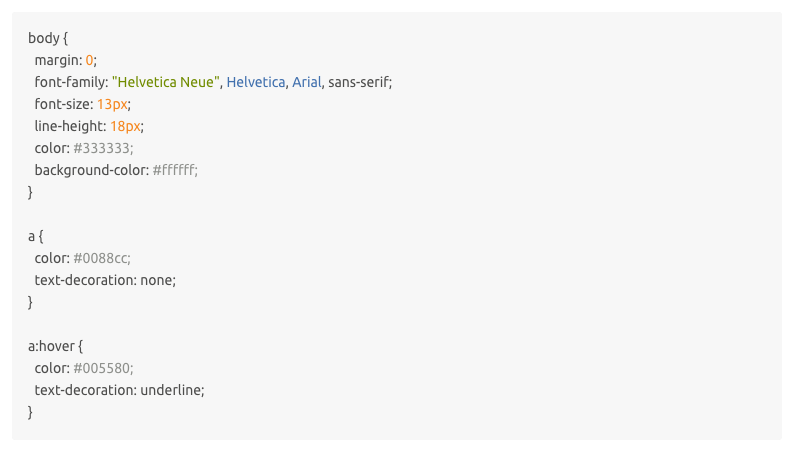 body {
  margin: 0;
  font-family: "Helvetica Neue", Helvetica, Arial, sans-serif;
  font-size: 13px;
  line-height: 18px;
  color: #333333;
  background-color: #ffffff;
}

a {
  color: #0088cc;
  text-decoration: none;
}

a:hover {
  color: #005580;
  text-decoration: underline;
}